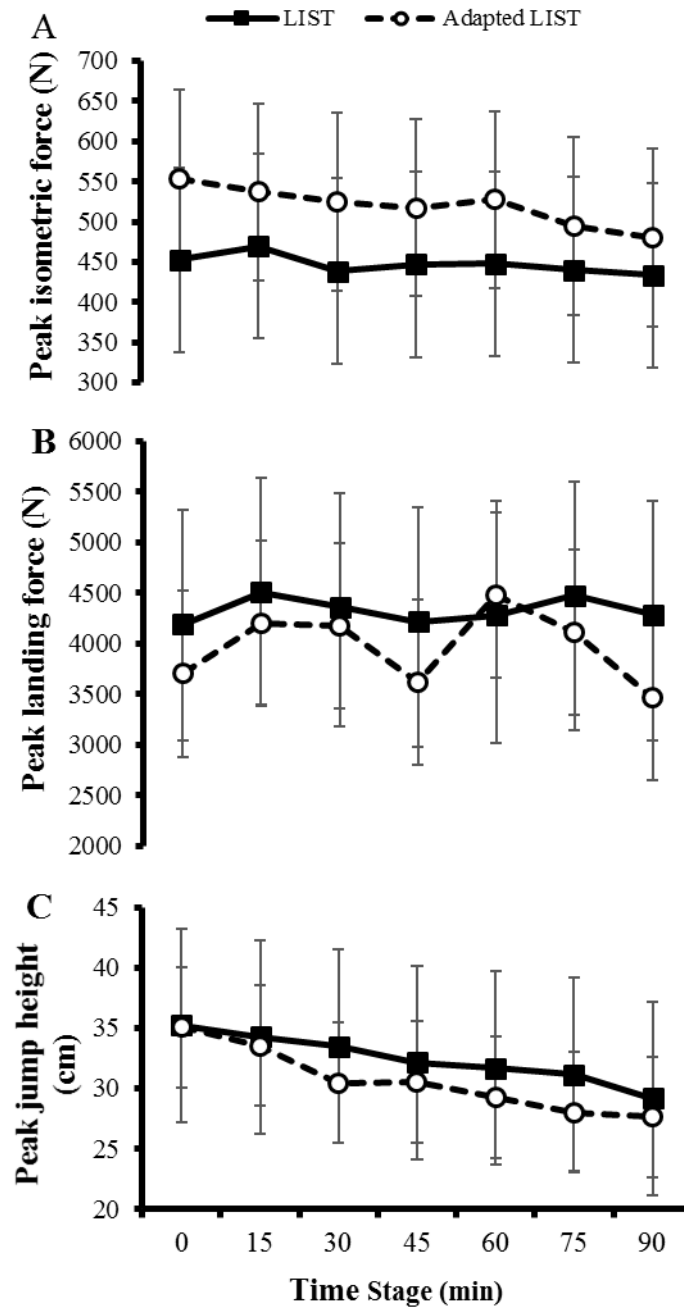 A
LIST
Adapted LIST
Peak isometric force (N)
700
650
600
550
500
450
400
350
300
B
Peak landing force (N)
6000
5500
5000
4500
4000
3500
3000
2500
2000
C
Peak jump height
(cm)
45
40
35
30
25
20
0 15 30 45 60 75 90
Time Stage (min)